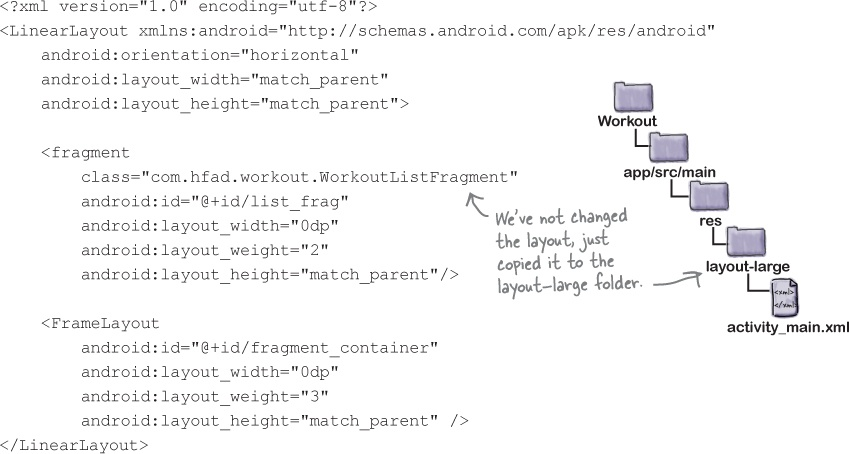 <?xml version="1.0" encoding="utf-8"?>
<LinearLayout xmlns:android="http://schemas.android.com/apk/res/android"
    android:orientation="horizontal"
    android:layout_width="match_parent"
    android:layout_height="match_parent">
    <fragment
        class="com.hfad.workout.WorkoutListFragment"
        android:id="@+id/list_frag"
        android:layout_width="0dp"
        android:layout_weight="2"
        android:layout_height="match_parent"/>
    <FrameLayout
        android:id="@+id/fragment_container"
        android:layout_width="0dp"
        android:layout_weight="3"
        android:layout_height="match_parent" />
</LinearLayout>
We've not changed
the layout, just
copied it to the
layout-large folder.
Workout
app/src/main
res
layout-large
<xml>
</xml>
activity_main.xml